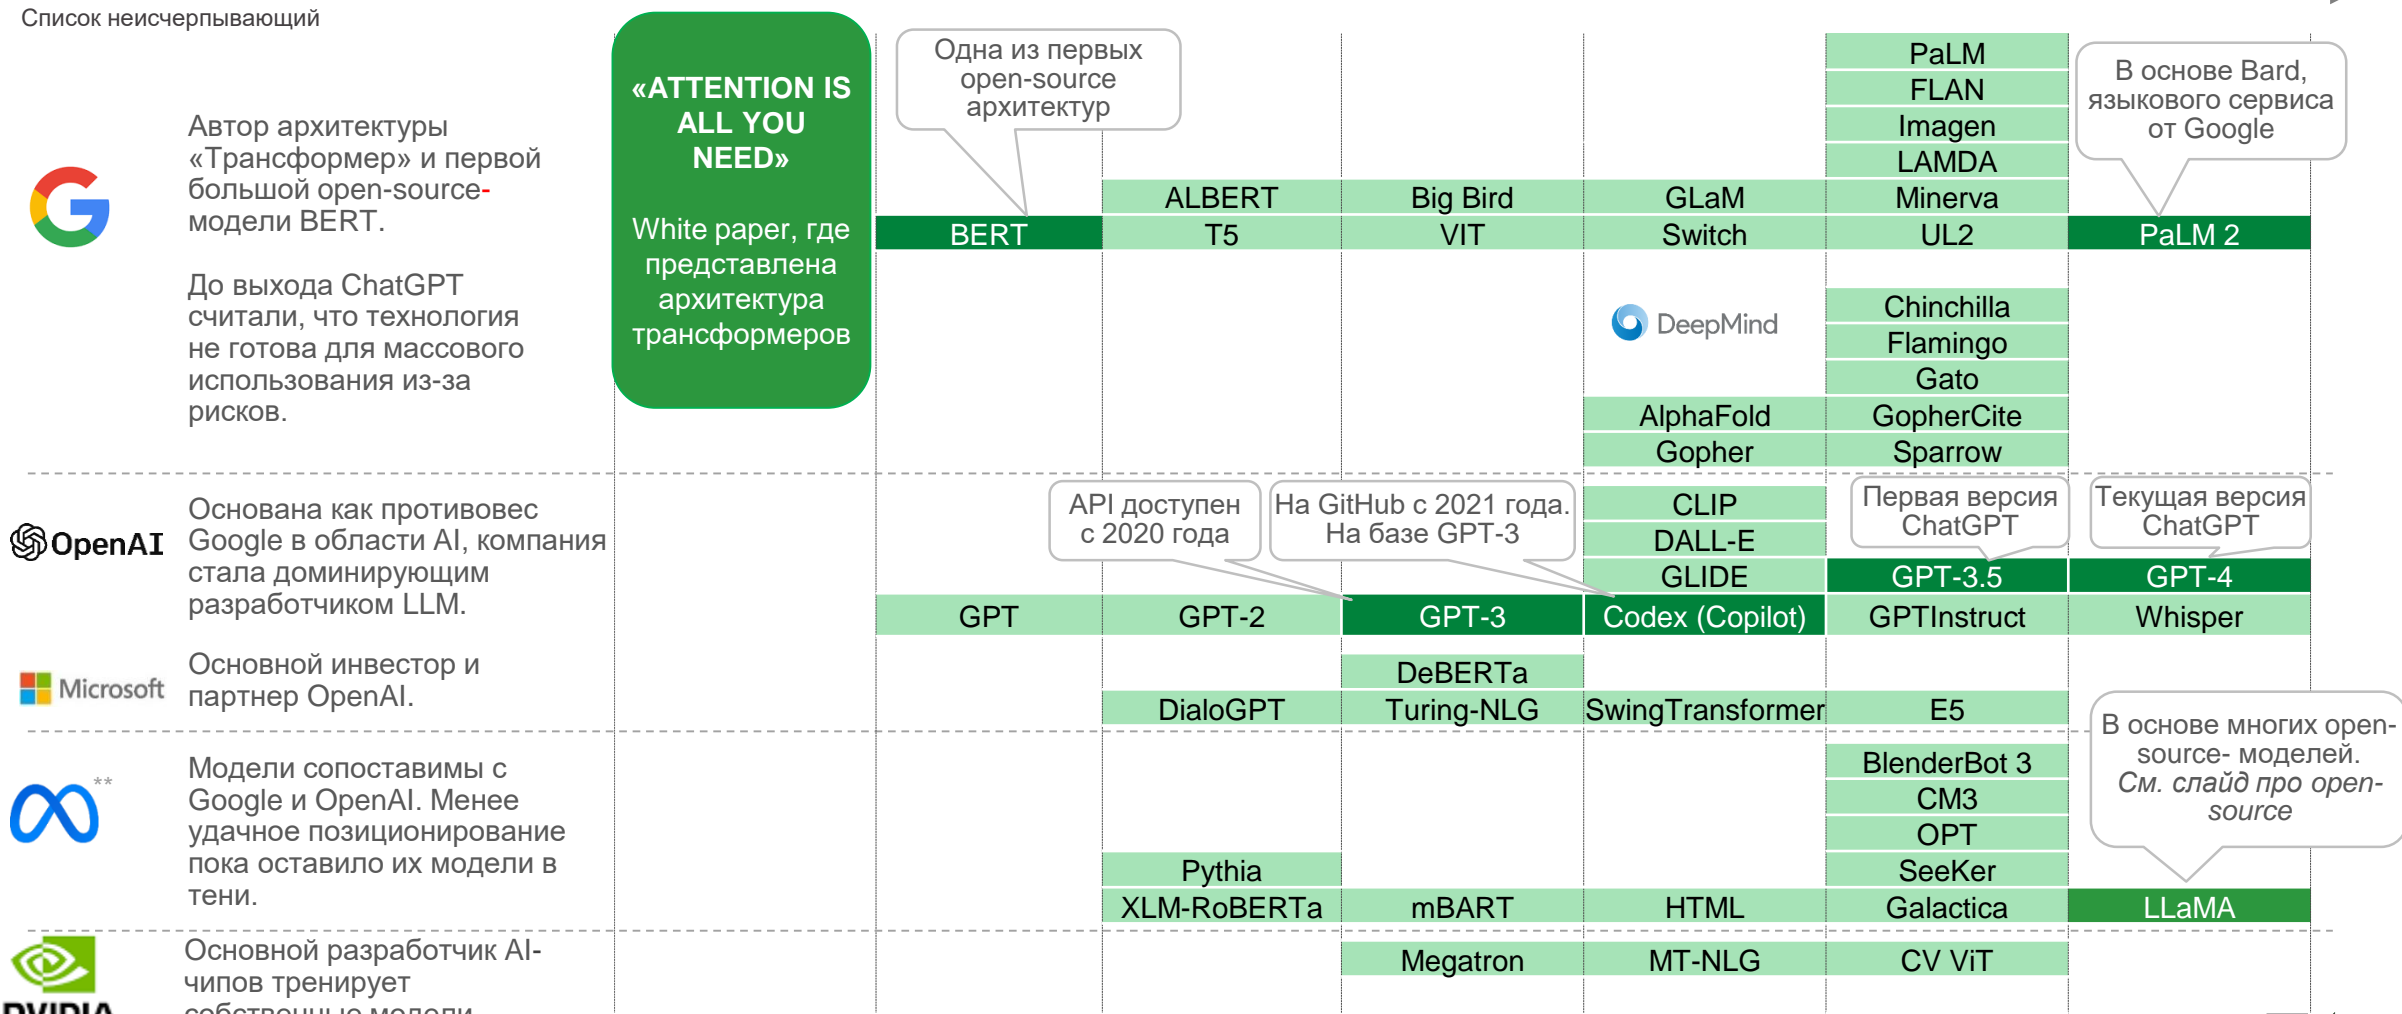 Список неисчерпывающий
Автор архитектуры
«Трансформер» и первой
большой open-source-
модели BERT.
До выхода ChatGPT
считали, что технология
не готова для массового
использования из-за
рисков.
«ATTENTION IS
ALL YOU
NEED»
White paper, где
представлена
архитектура
трансформеров
Одна из первых
open-source
архитектур
В основе Bard,
языкового сервиса
от Google
PaLM
FLAN
Imagen
LAMDA
ALBERT Big Bird GLaM Minerva
BERT T5 VIT Switch UL2 PaLM 2
DeepMind
Chinchilla
Flamingo
Gato
AlphaFold GopherCite
Gopher Sparrow
OpenAI
Основана как противовес
Google в области AI, компания
стала доминирующим
разработчиком LLM.
API доступен
с 2020 года
На GitHub с 2021 года.
На базе GPT-3
Первая версия
ChatGPT
Текущая версия
ChatGPT
CLIP
DALL-E
GLIDE GPT-3.5 GPT-4
GPT GPT-2 GPT-3 Codex (Copilot) GPTInstruct Whisper
Microsoft
Основной инвестор и
партнер OpenAI.
DeBERTa
DialoGPT Turing-NLG SwingTransformer E5
**
Модели сопоставимы с
Google и OpenAI. Менее
удачное позиционирование
пока оставило их модели в
тени.
В основе многих open-
source- моделей.
См. слайд про open-
source
BlenderBot 3
CM3
OPT
Pythia SeeKer
XLM-RoBERTa mBART HTML Galactica LLaMA
NVIDIA
Основной разработчик AI-
чипов тренирует
собственные модели
Megatron MT-NLG CV ViT